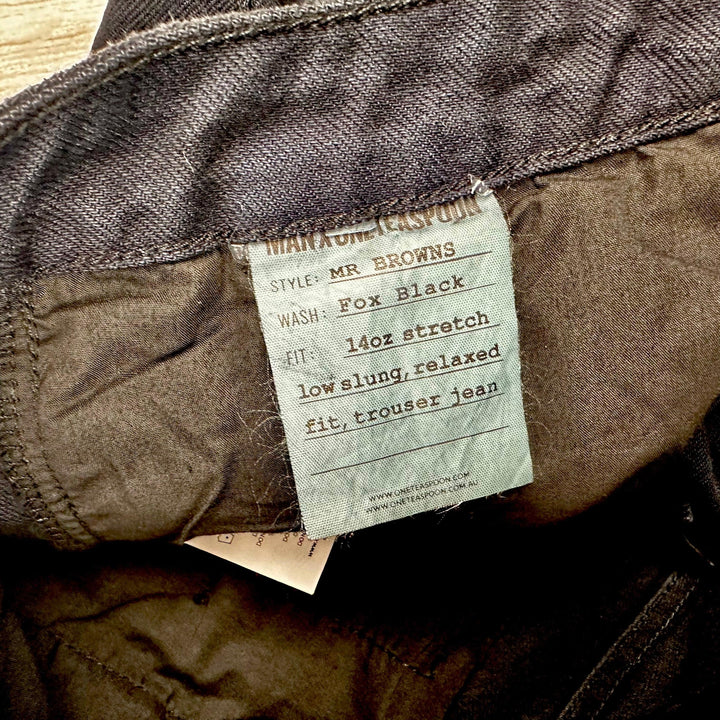 MAN X ONETEASPOON
STYLE: MR BROWNS
WASH: Fox Black
FIT: 14oz stretch
low slung, relaxed
fit, trouser jean
WWW.ONETEASPOON.COM
WWW.ONETEASPOON.COM.AU